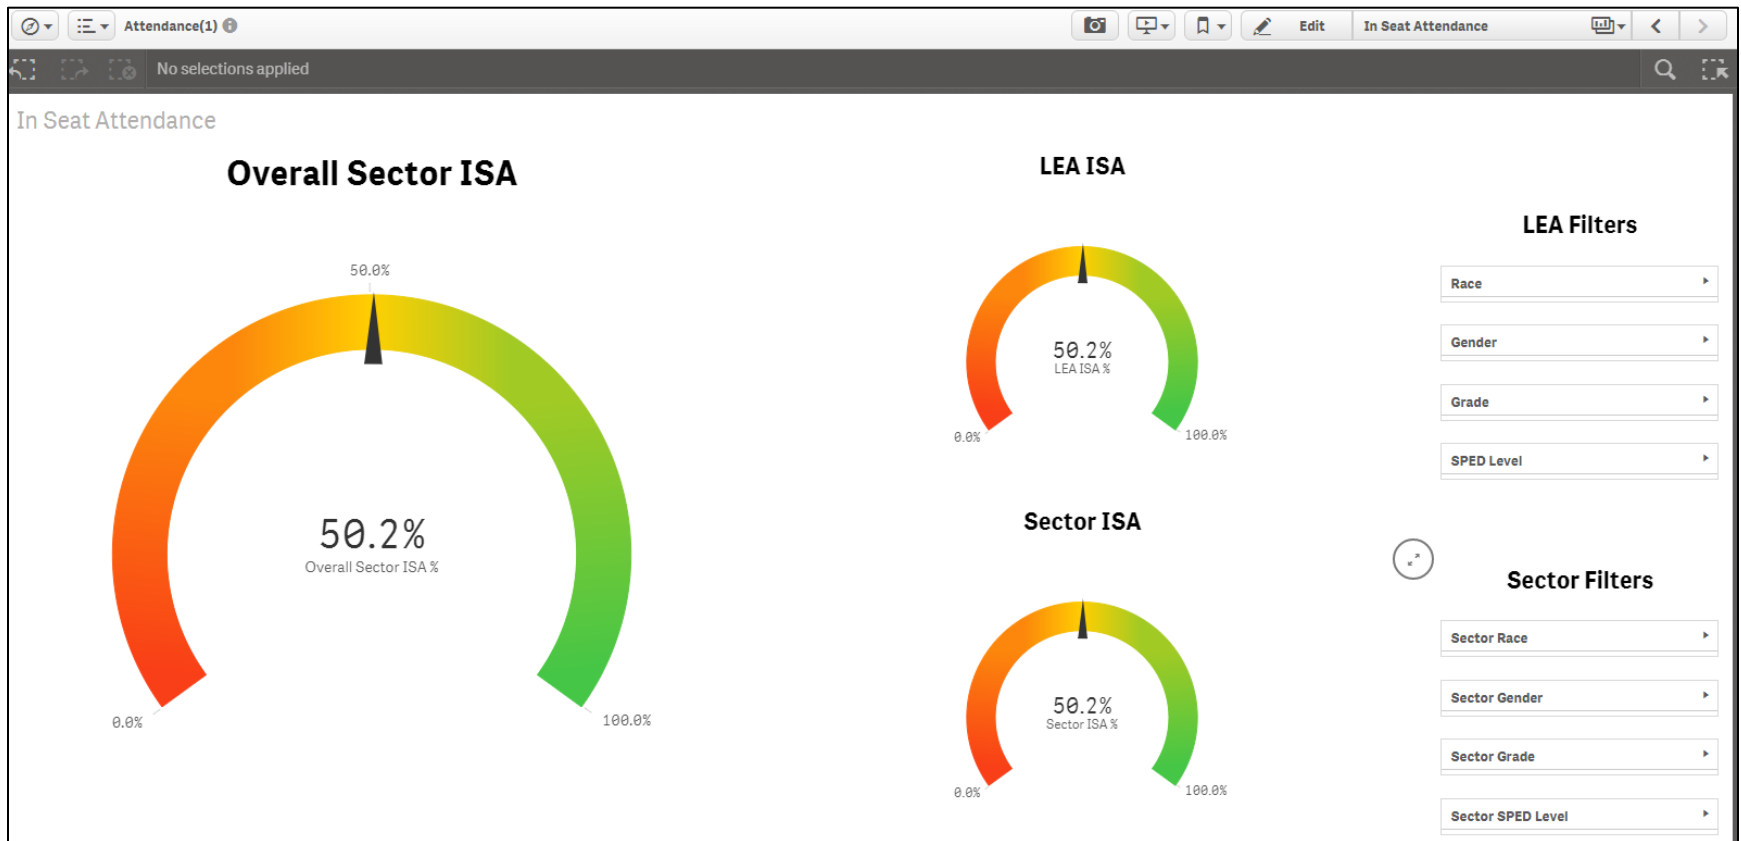 Attendance(1)
Edit
In Seat Attendance
No selections applied
In Seat Attendance
Overall Sector ISA
50.0%
50.2%
Overall Sector ISA %
0.0%
100.0%
LEA ISA
50.2%
LEA ISA %
0.0%
100.0%
Sector ISA
50.2%
Sector ISA %
0.0%
100.0%
LEA Filters
Race
Gender
Grade
SPED Level
Sector Filters
Sector Race
Sector Gender
Sector Grade
Sector SPED Level